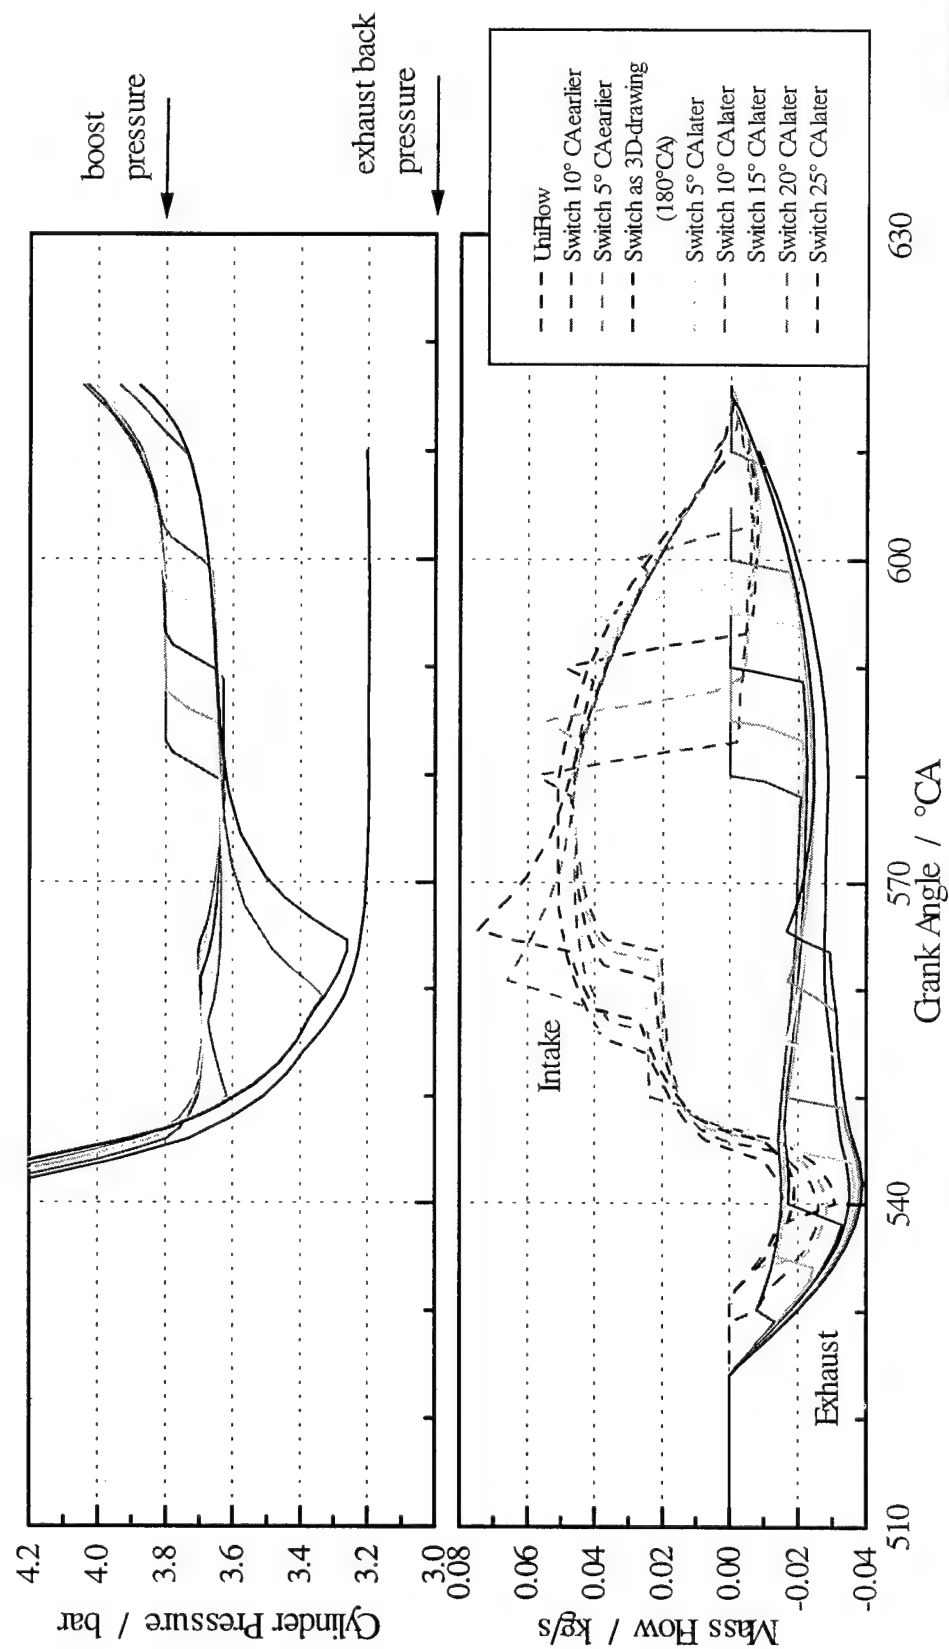 boost
pressure
exhaust back
pressure
4.2
4.0
3.8
3.6
3.4
3.2
3.0
Cylinder Pressure / bar
0.08
0.06
0.04
0.02
0.00
-0.02
-0.04
Mass Flow / kg/s
Intake
Exhaust
UniFlow
Switch 10° CA earlier
Switch 5° CA earlier
Switch as 3D-drawing
(180°CA)
Switch 5° CA later
Switch 10° CA later
Switch 15° CA later
Switch 20° CA later
Switch 25° CA later
510
540
570
600
630
Crank Angle / °CA